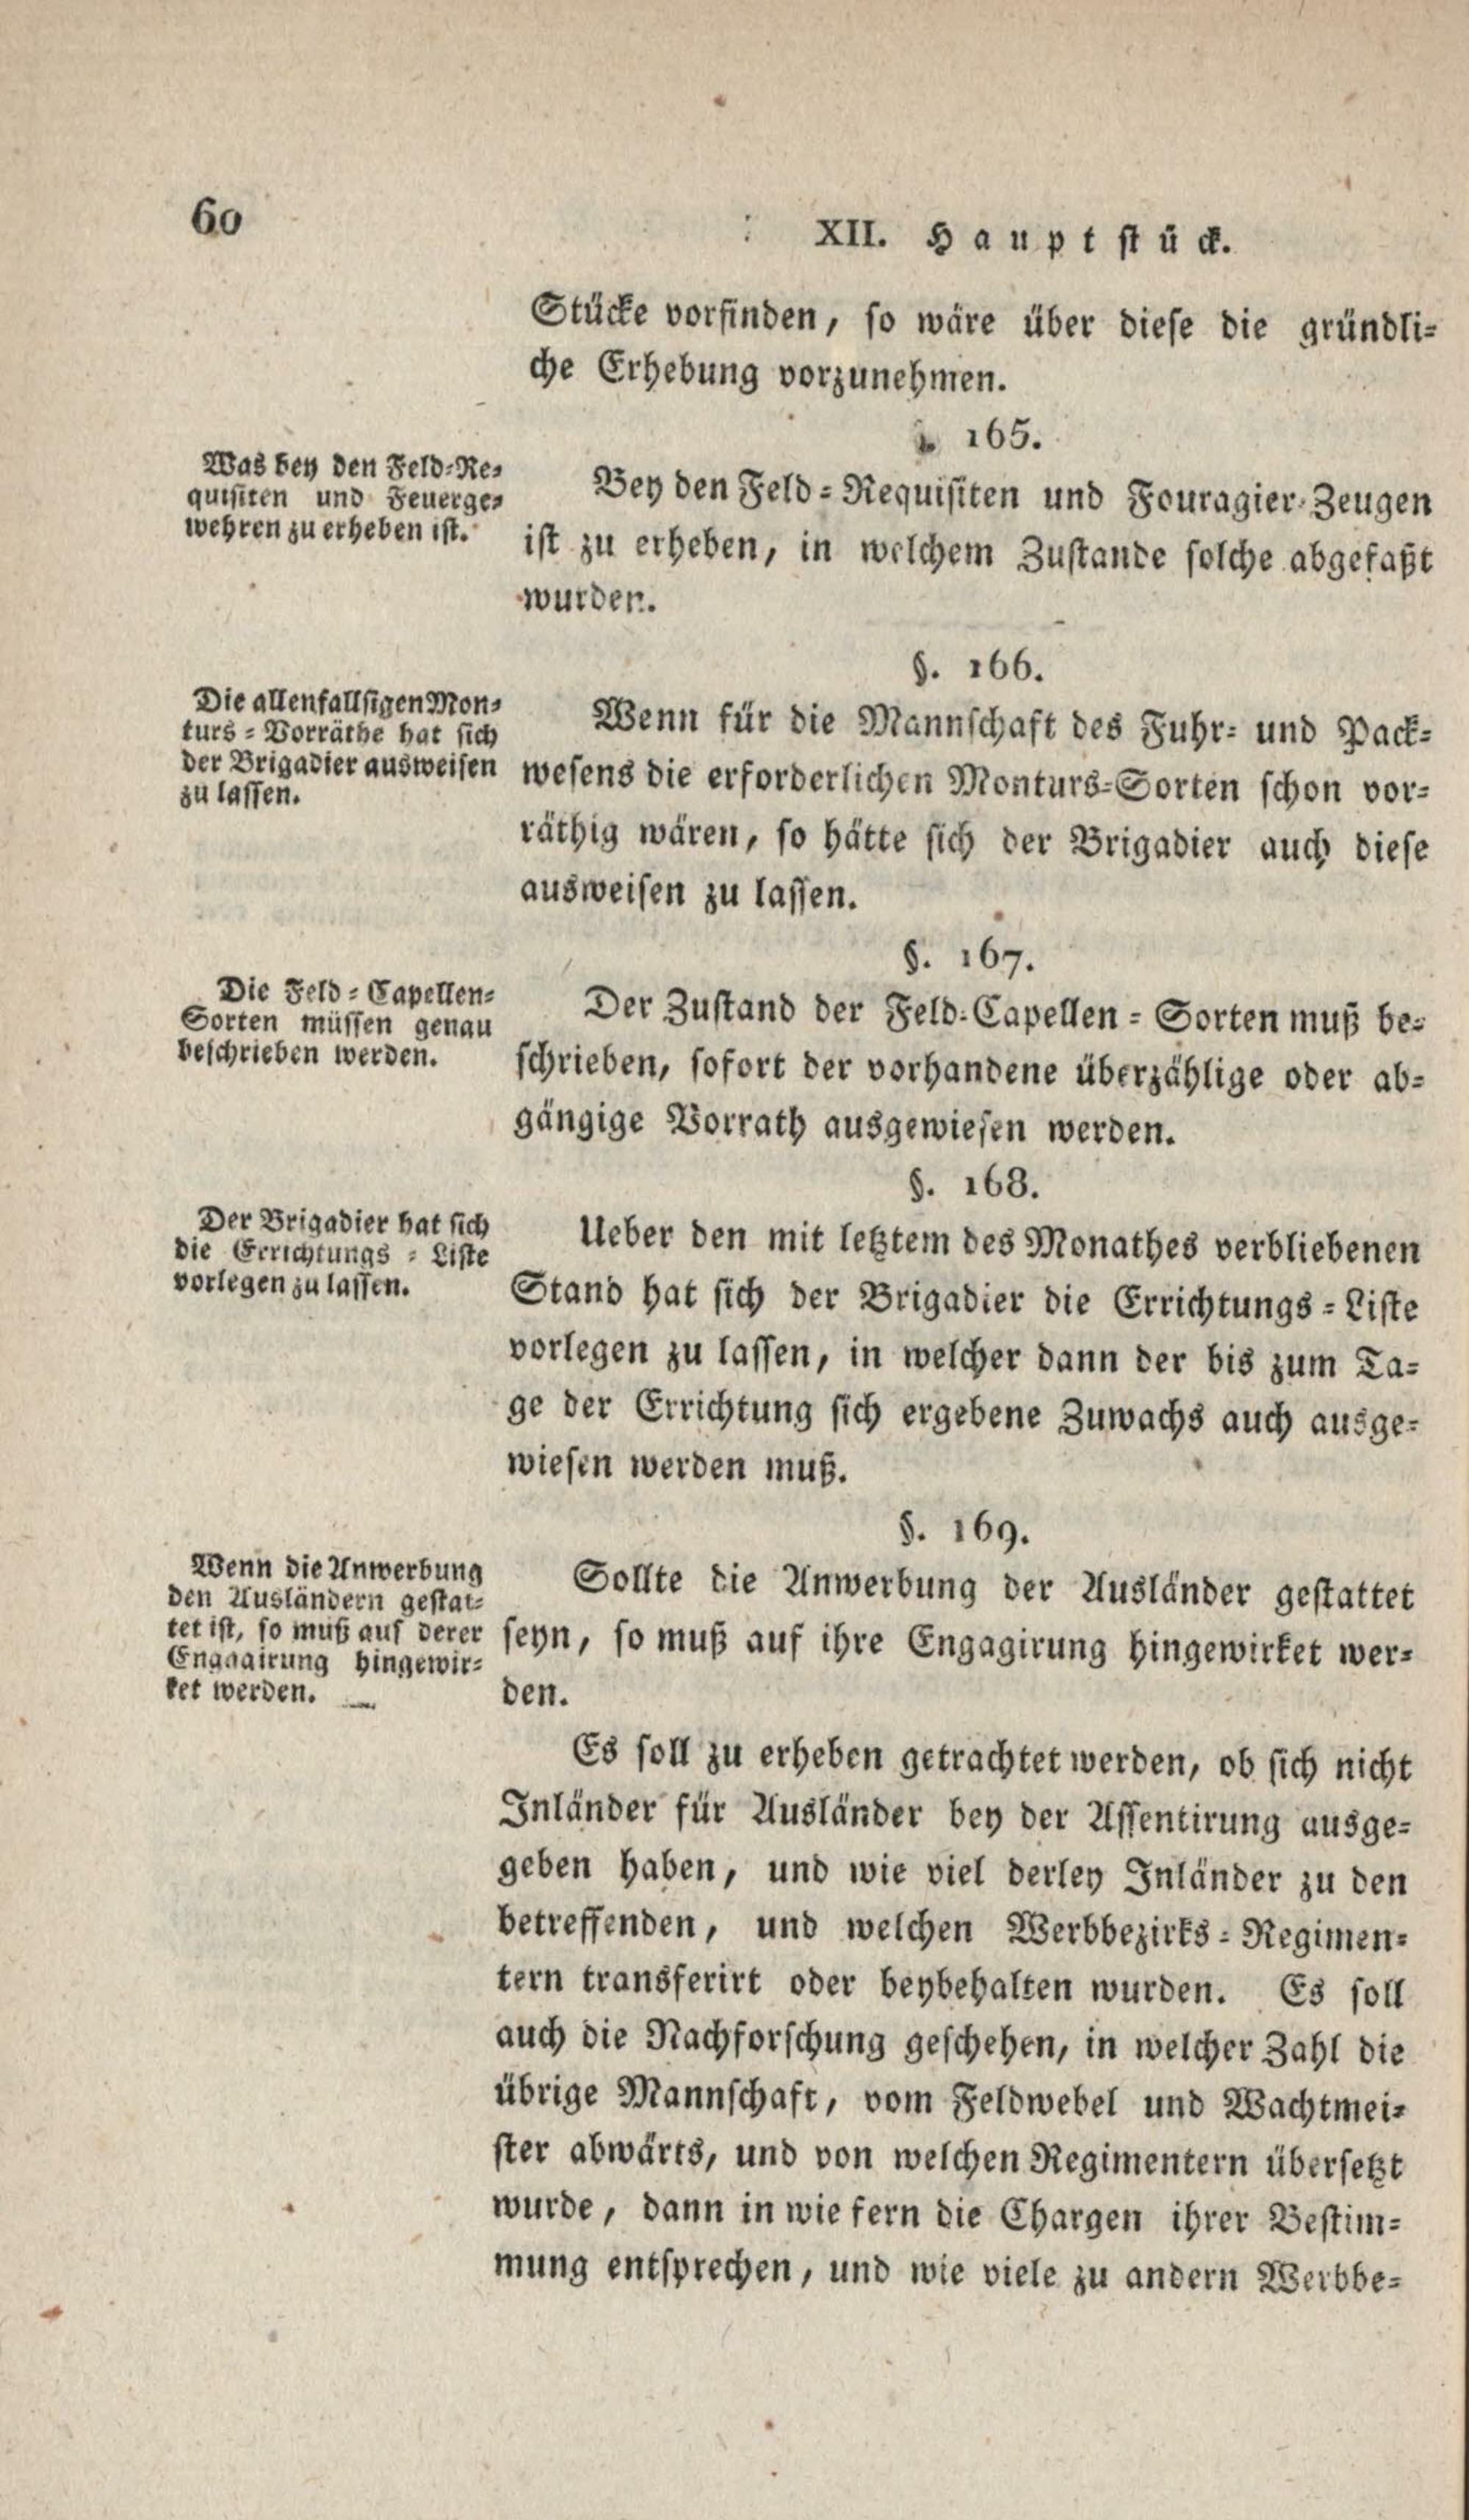 60
XII. Hauptstück.
Stücke vorfinden, so wäre über diese die gründli-
che Erhebung vorzunehmen.
165.
Was bey den Feld-Re-
quisiten und Feuerge-
wehren zu erheben ist.
Bey den Feld-Requisiten und Fouragier-Zeugen
ist zu erheben, in welchem Zustande solche abgefaßt
wurden.
§. 166.
Die allenfallsigen Mon-
turs-Vorräthe hat sich
der Brigadier ausweisen
zu lassen.
Wenn für die Mannschaft des Fuhr- und Pack-
wesens die erforderlichen Monturs-Sorten schon vor-
räthig wären, so hätte sich der Brigadier auch diese
ausweisen zu lassen.
§. 167.
Die Feld-Capellen-
Sorten müssen genau
beschrieben werden.
Der Zustand der Feld-Capellen-Sorten muß be-
schrieben, sofort der vorhandene überzählige oder ab-
gängige Vorrath ausgewiesen werden.
§. 168.
Der Brigadier hat sich
die Errichtungs-Liste
vorlegen zu lassen.
Ueber den mit letztem des Monathes verbliebenen
Stand hat sich der Brigadier die Errichtungs-Liste
vorlegen zu lassen, in welcher dann der bis zum Ta-
ge der Errichtung sich ergebene Zuwachs auch ausge-
wiesen werden muß.
§. 169.
Wenn die Anwerbung
den Ausländern gestat-
tet ist, so muß auf derer
Engagirung hingewir-
ket werden.
Sollte die Anwerbung der Ausländer gestattet
seyn, so muß auf ihre Engagirung hingewirket wer-
den.
Es soll zu erheben getrachtet werden, ob sich nicht
Inländer für Ausländer bey der Assentirung ausge-
geben haben, und wie viel derley Inländer zu den
betreffenden, und welchen Werbbezirks-Regimen-
tern transferirt oder beybehalten wurden. Es soll
auch die Nachforschung geschehen, in welcher Zahl die
übrige Mannschaft, vom Feldwebel und Wachtmei-
ster abwärts, und von welchen Regimentern übersetzt
wurde, dann in wie fern die Chargen ihrer Bestim-
mung entsprechen, und wie viele zu andern Werbbe-